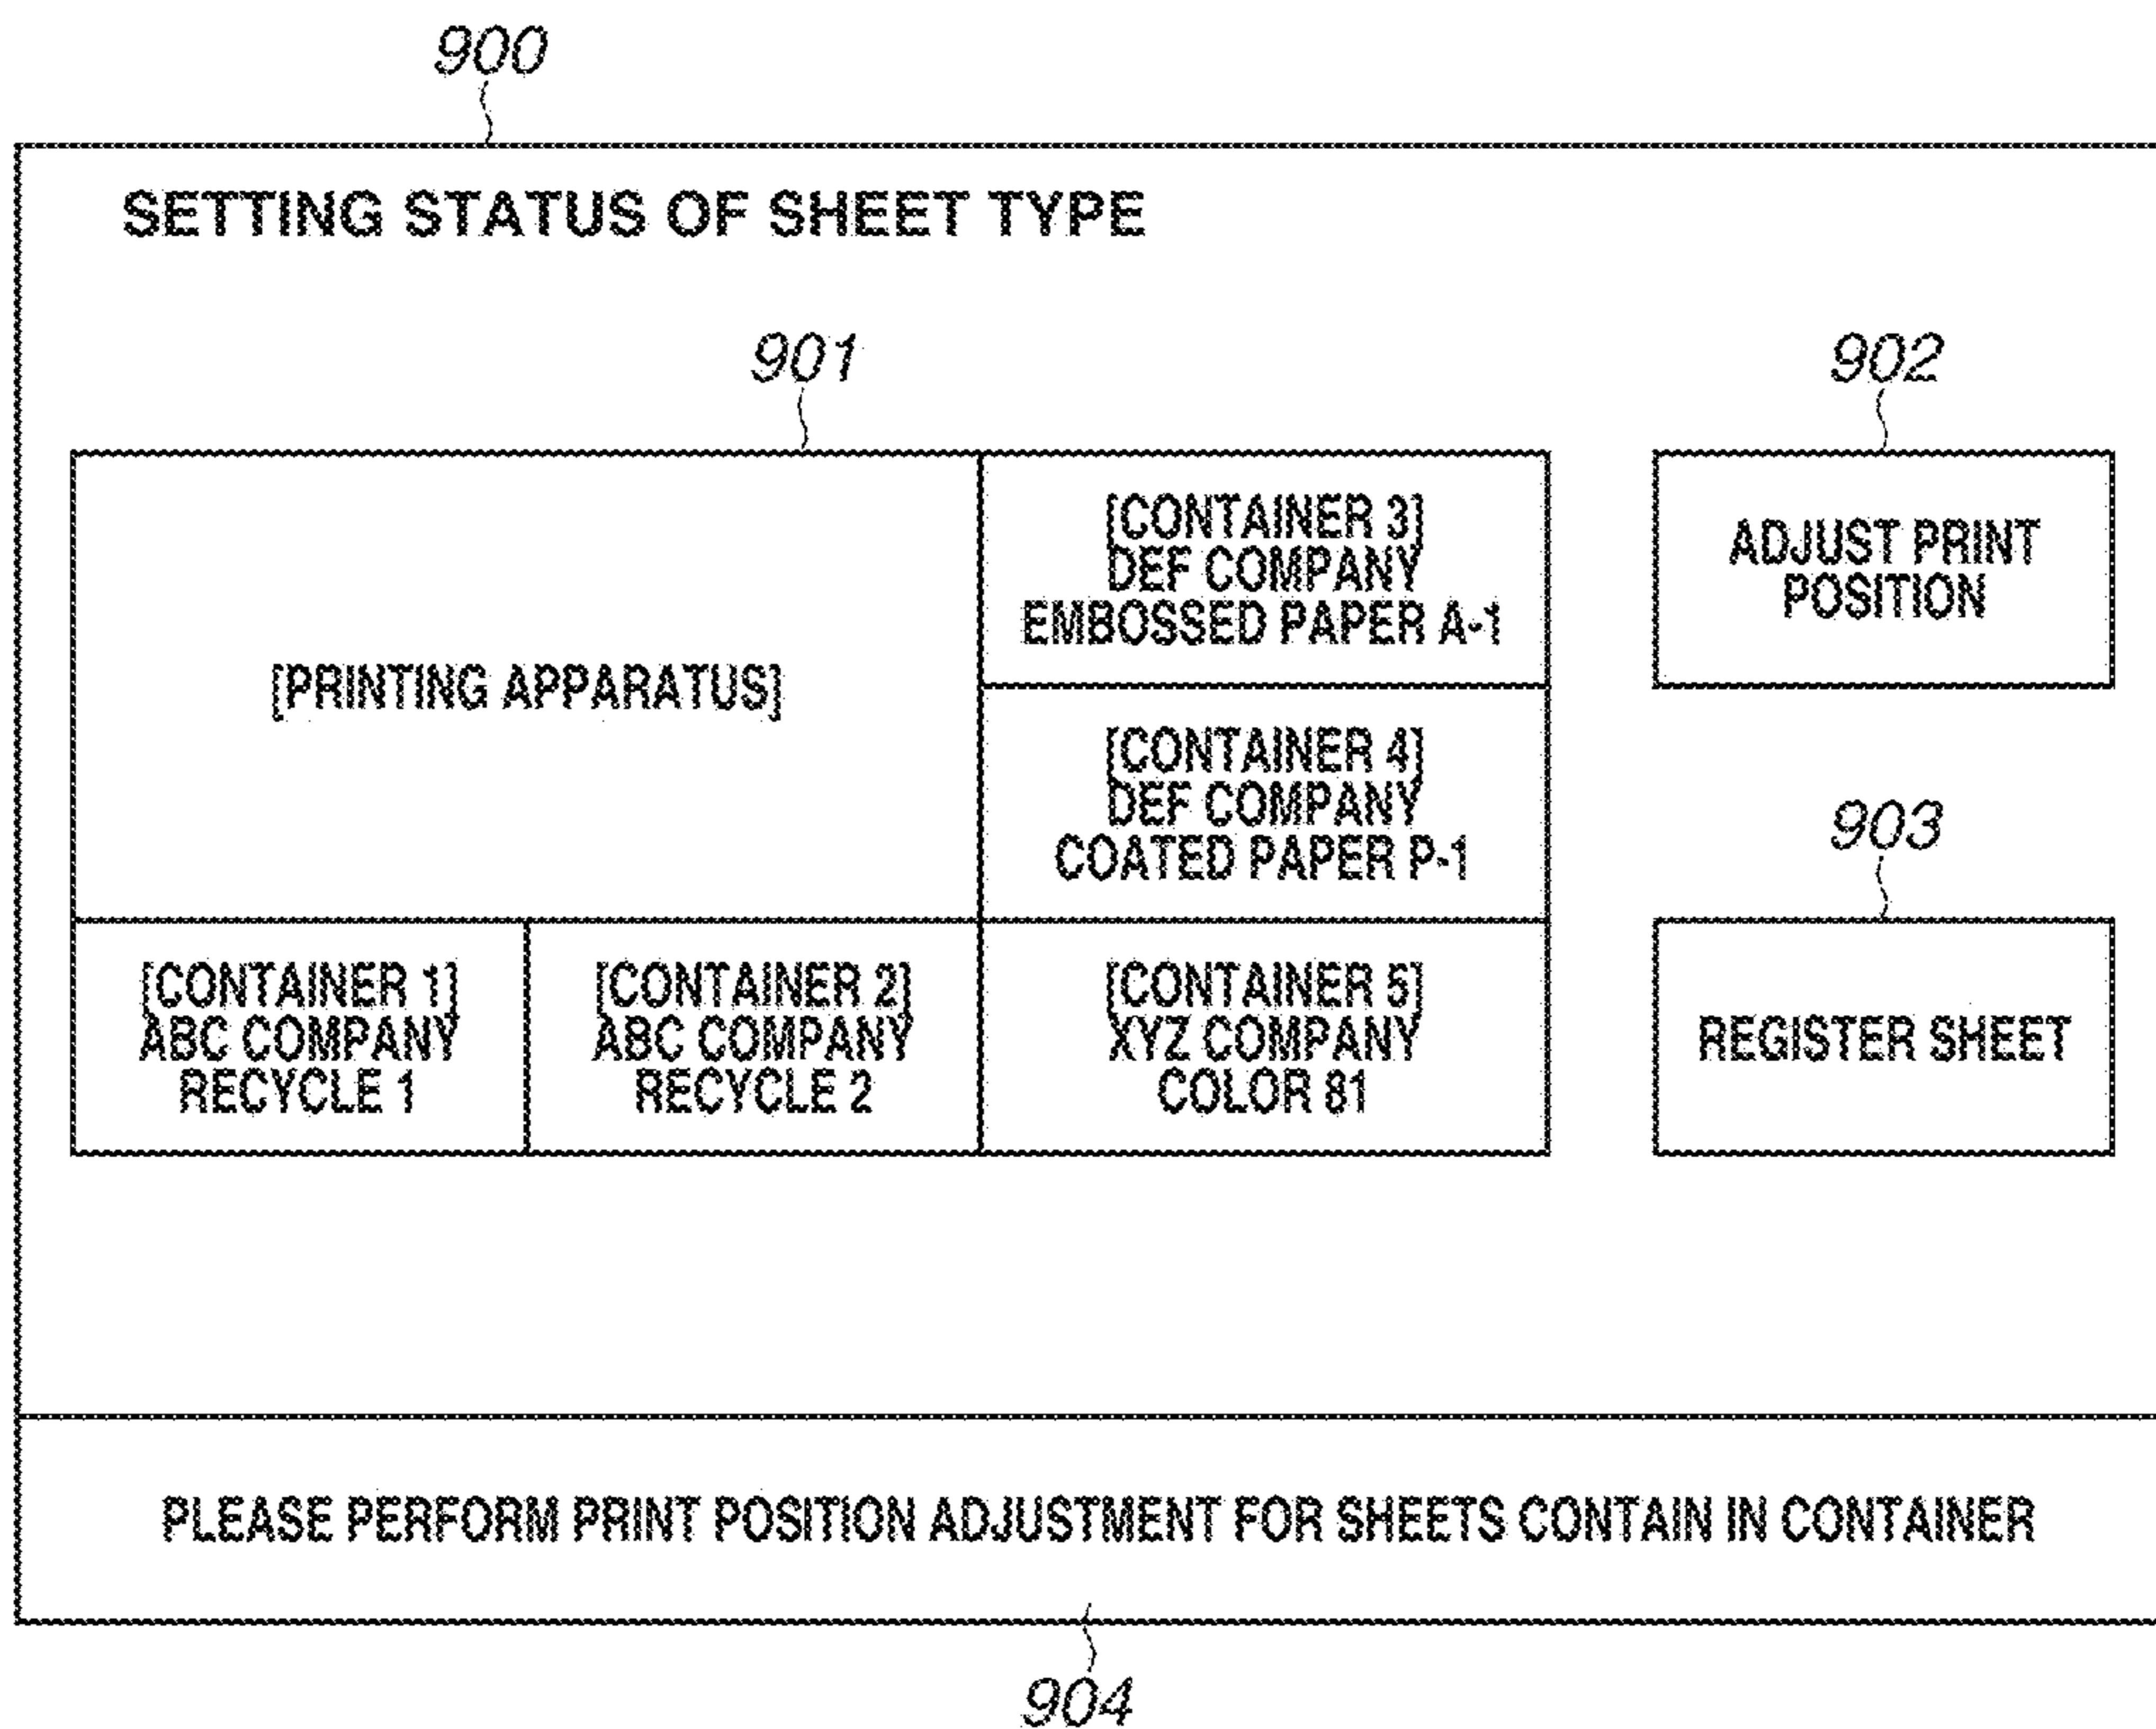 900
SETTING STATUS OF SHEET TYPE
901
902
[PRINTING APPARATUS]
[CONTAINER 3]
DEF COMPANY
EMBOSSED PAPER A-1
ADJUST PRINT
POSITION
[CONTAINER 4]
DEF COMPANY
COATED PAPER P-1
903
[CONTAINER 1]
ABC COMPANY
RECYCLE 1
[CONTAINER 2]
ABC COMPANY
RECYCLE 2
[CONTAINER 5]
XYZ COMPANY
COLOR 81
REGISTER SHEET
PLEASE PERFORM PRINT POSITION ADJUSTMENT FOR SHEETS CONTAIN IN CONTAINER
904